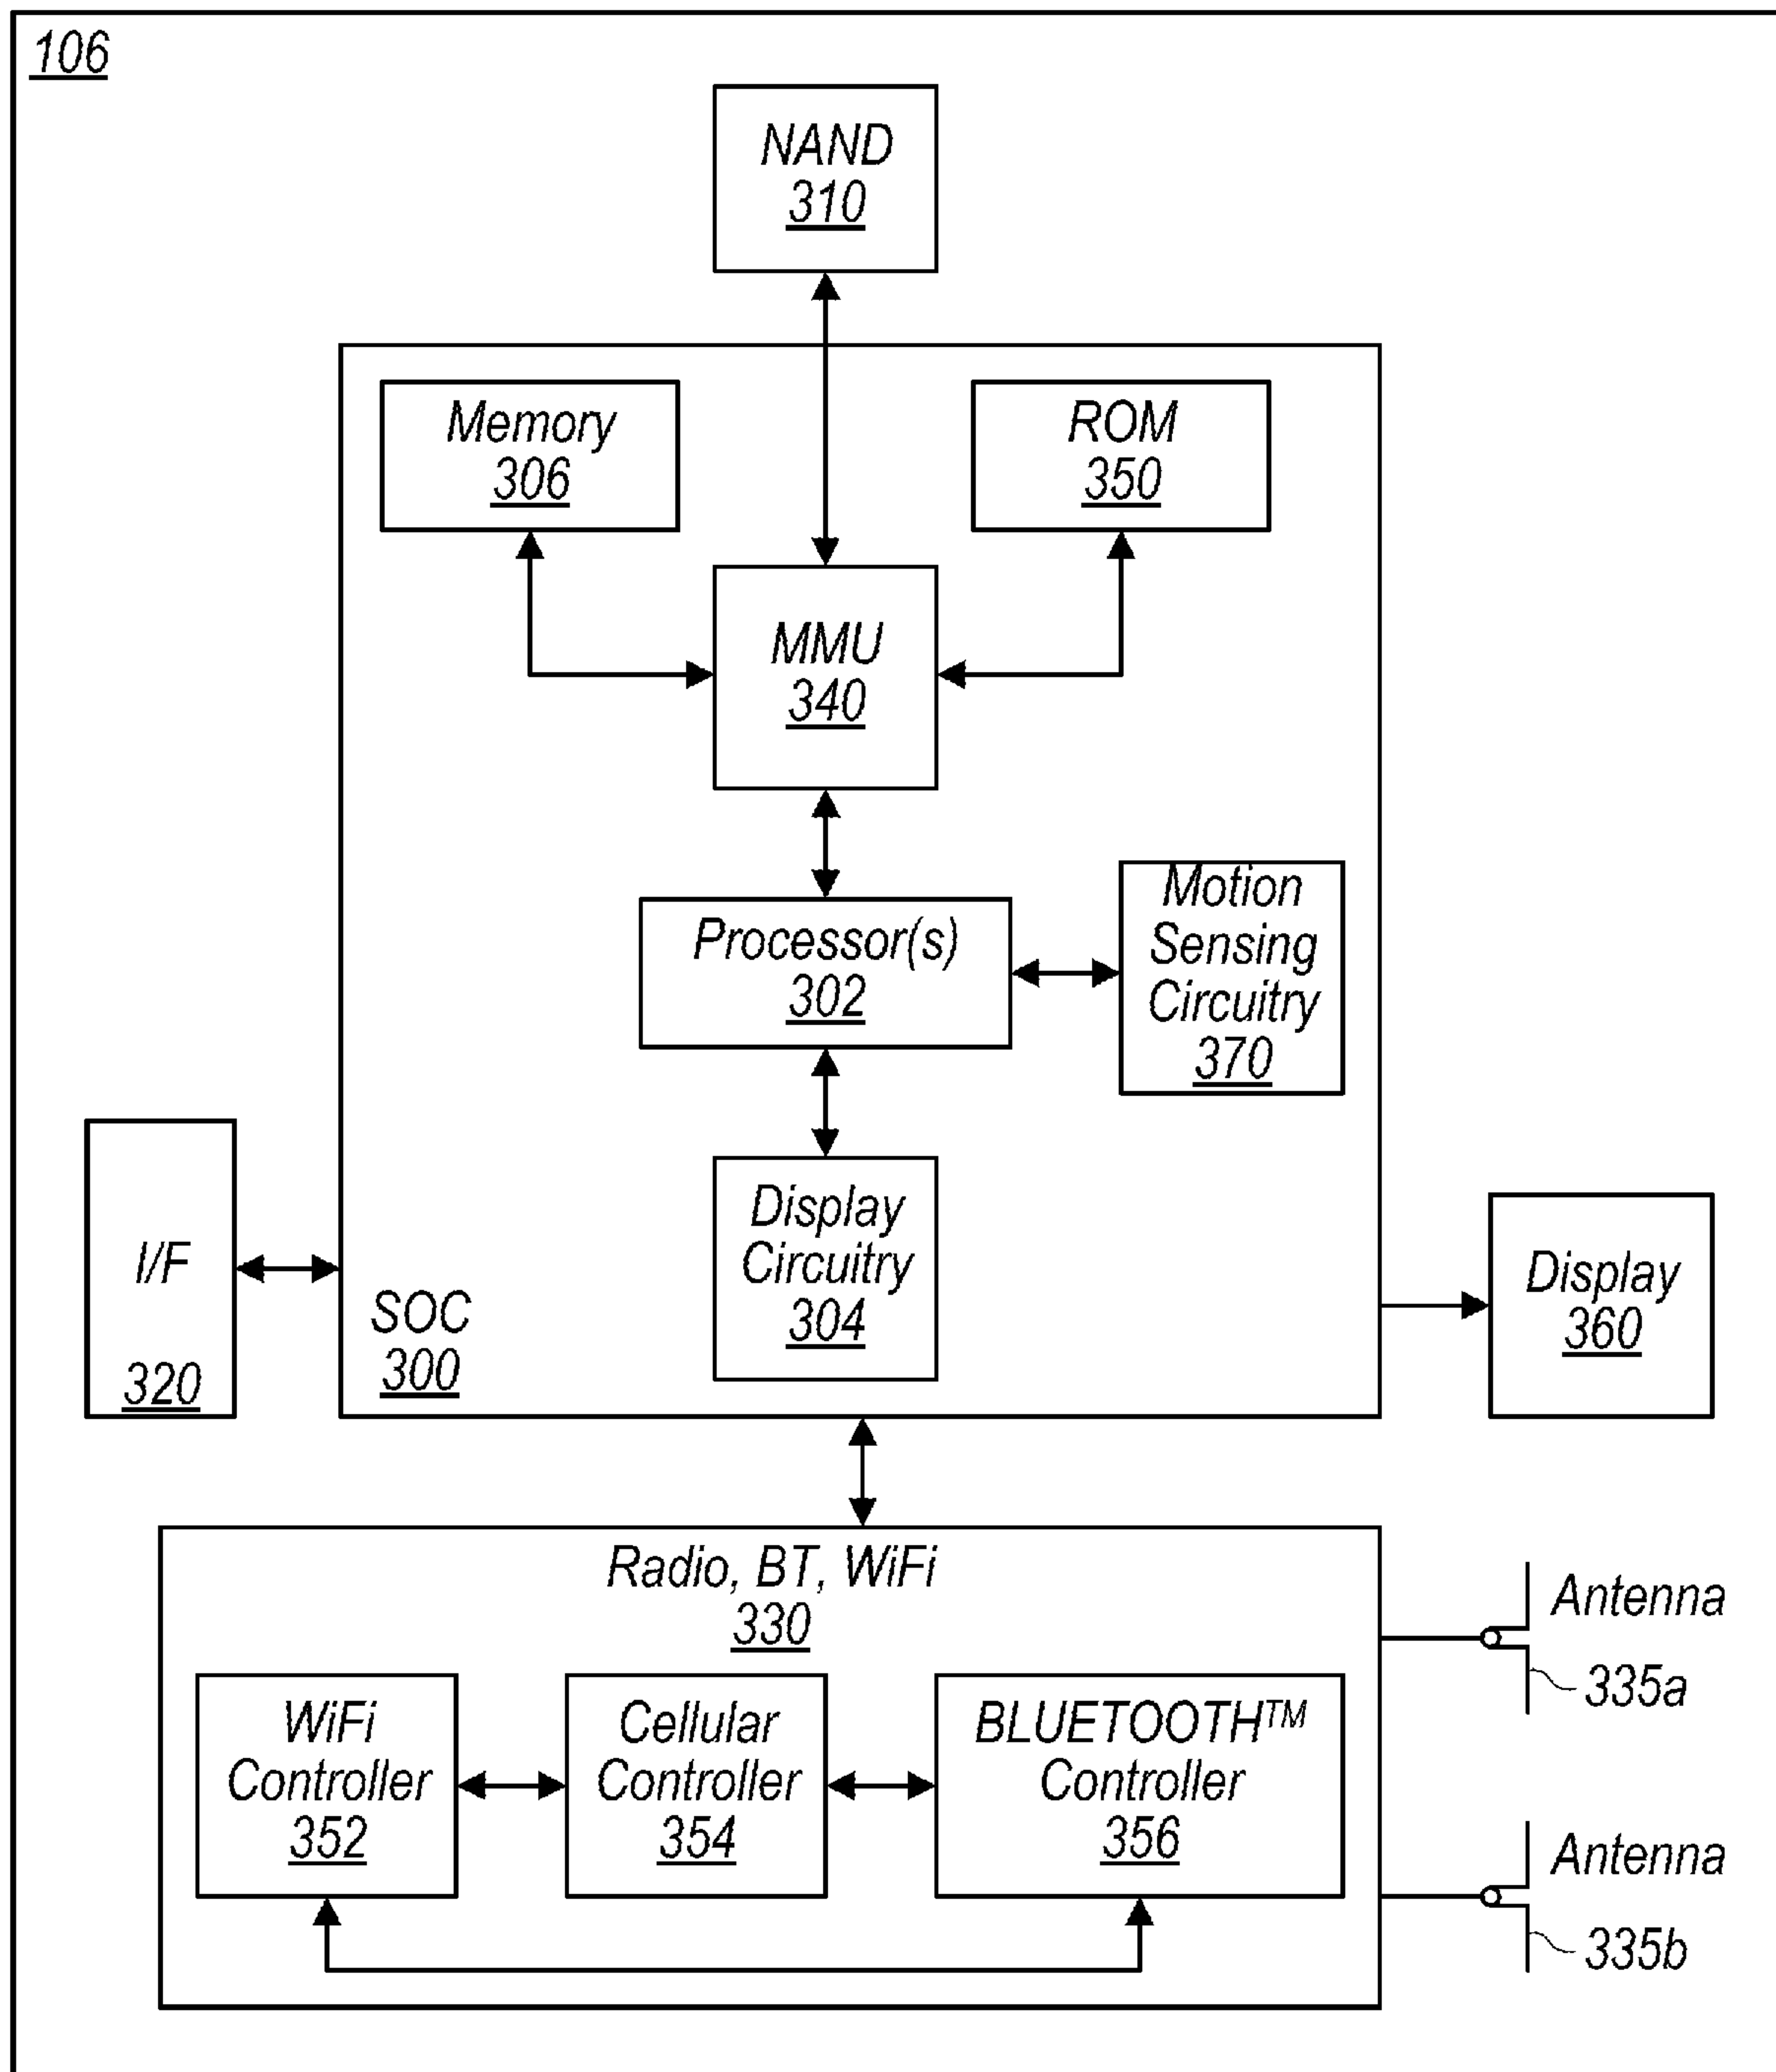 106
NAND
310
Memory
306
ROM
350
MMU
340
Processor(s)
302
Motion
Sensing
Circuitry
370
Display
Circuitry
304
I/F
320
SOC
300
Display
360
Radio, BT, WiFi
330
WiFi
Controller
352
Cellular
Controller
354
BLUETOOTH™
Controller
356
Antenna
335a
Antenna
335b